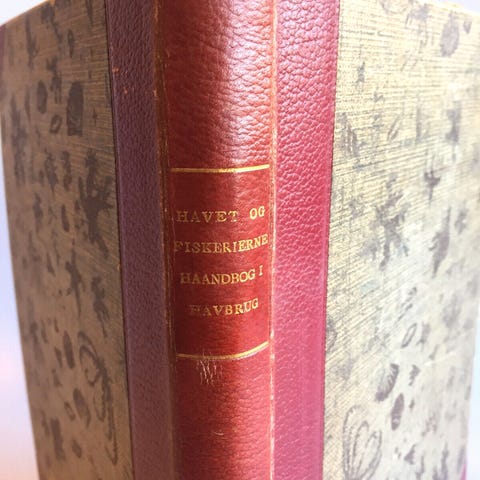 HAVET OG
FISKERIERNE
HAANDBOG I
HAVBRUG